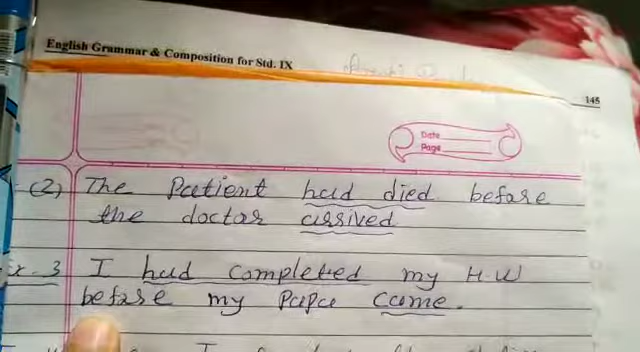 English Grammar & Composition for Std. IX
145
Date
Page
(2) The Patient had died before
the doctor arrived
Ex-3 I had completed my H.W
before my Papa came.